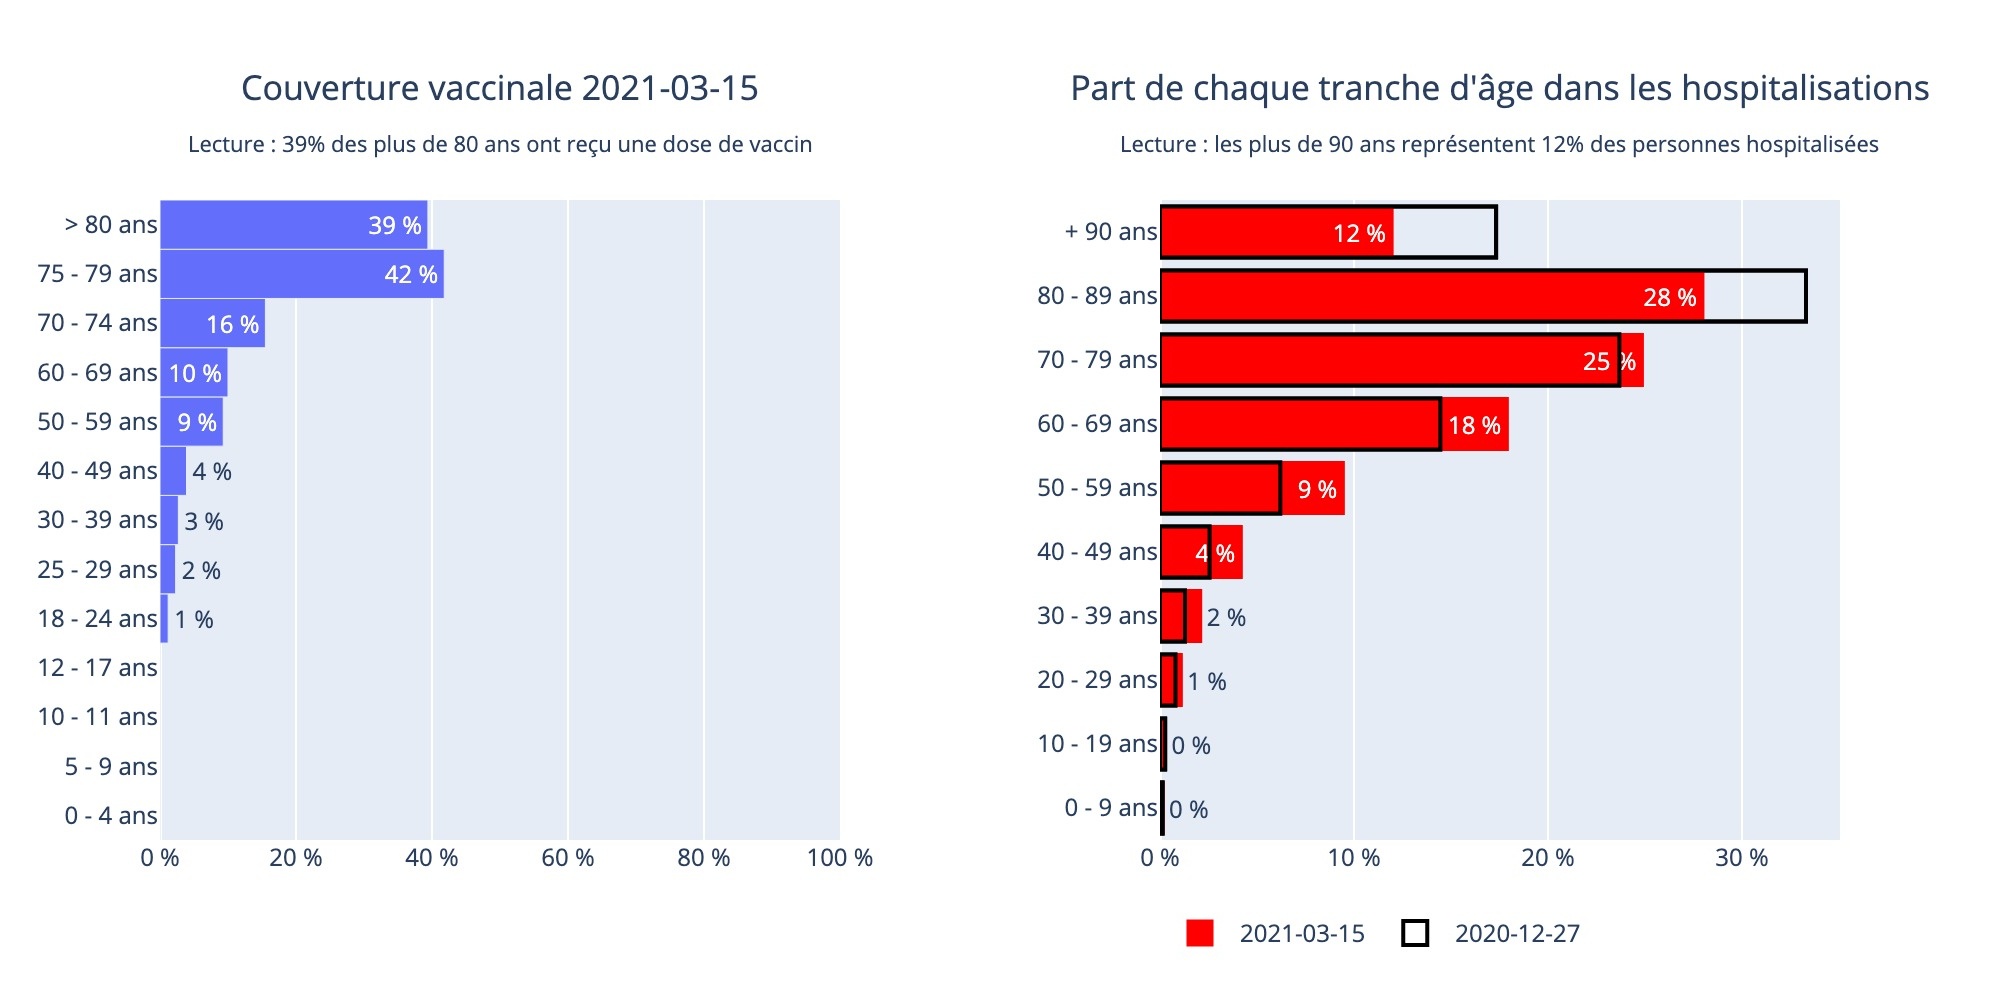 Couverture vaccinale 2021-03-15
Lecture : 39% des plus de 80 ans ont reçu une dose de vaccin
> 80 ans 39 %
75 - 79 ans 42 %
70 - 74 ans 16 %
60 - 69 ans 10 %
50 - 59 ans 9 %
40 - 49 ans 4 %
30 - 39 ans 3 %
25 - 29 ans 2 %
18 - 24 ans 1 %
12 - 17 ans
10 - 11 ans
5 - 9 ans
0 - 4 ans
0 % 20 % 40 % 60 % 80 % 100 %
Part de chaque tranche d'âge dans les hospitalisations
Lecture : les plus de 90 ans représentent 12% des personnes hospitalisées
+ 90 ans 12 %
80 - 89 ans 28 %
70 - 79 ans 25 %
60 - 69 ans 18 %
50 - 59 ans 9 %
40 - 49 ans 4 %
30 - 39 ans 2 %
20 - 29 ans 1 %
10 - 19 ans 0 %
0 - 9 ans 0 %
0 % 10 % 20 % 30 %
2021-03-15 2020-12-27